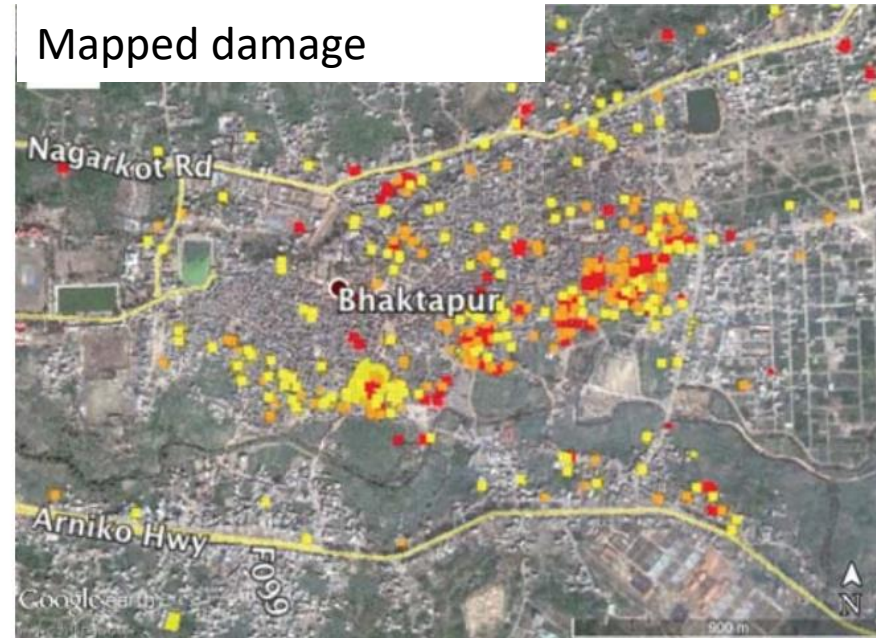 Mapped damage
Nagarkot Rd
Bhaktapur
Arniko Hwy
F099
Google earth
N
900 m